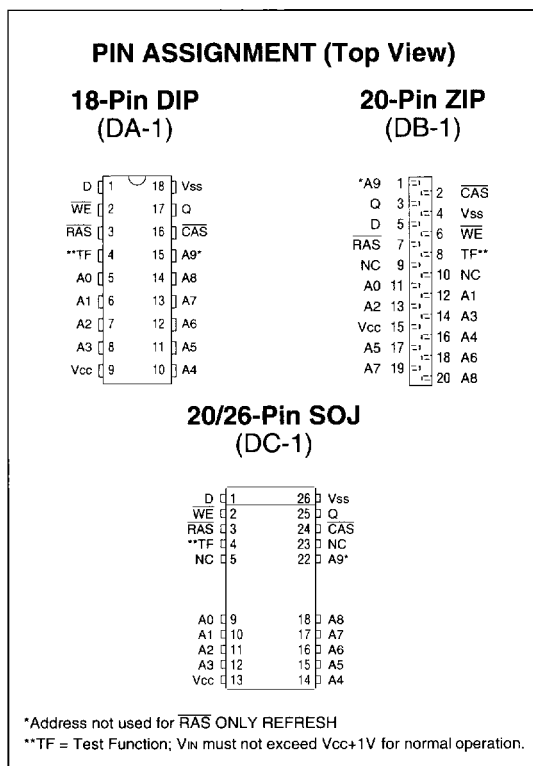 PIN ASSIGNMENT (Top View)
18-Pin DIP
(DA-1)
D 1 18 Vss
WE 2 17 Q
RAS 3 16 CAS
**TF 4 15 A9*
A0 5 14 A8
A1 6 13 A7
A2 7 12 A6
A3 8 11 A5
Vcc 9 10 A4
20-Pin ZIP
(DB-1)
*A9 1
2 CAS
Q 3
4 Vss
D 5
6 WE
RAS 7
8 TF**
NC 9
10 NC
A0 11
12 A1
A2 13
14 A3
Vcc 15
16 A4
A5 17
18 A6
A7 19
20 A8
20/26-Pin SOJ
(DC-1)
D 1 26 Vss
WE 2 25 Q
RAS 3 24 CAS
**TF 4 23 NC
NC 5 22 A9*
A0 9 18 A8
A1 10 17 A7
A2 11 16 A6
A3 12 15 A5
Vcc 13 14 A4
*Address not used for RAS ONLY REFRESH
**TF = Test Function; VIN must not exceed Vcc+1V for normal operation.